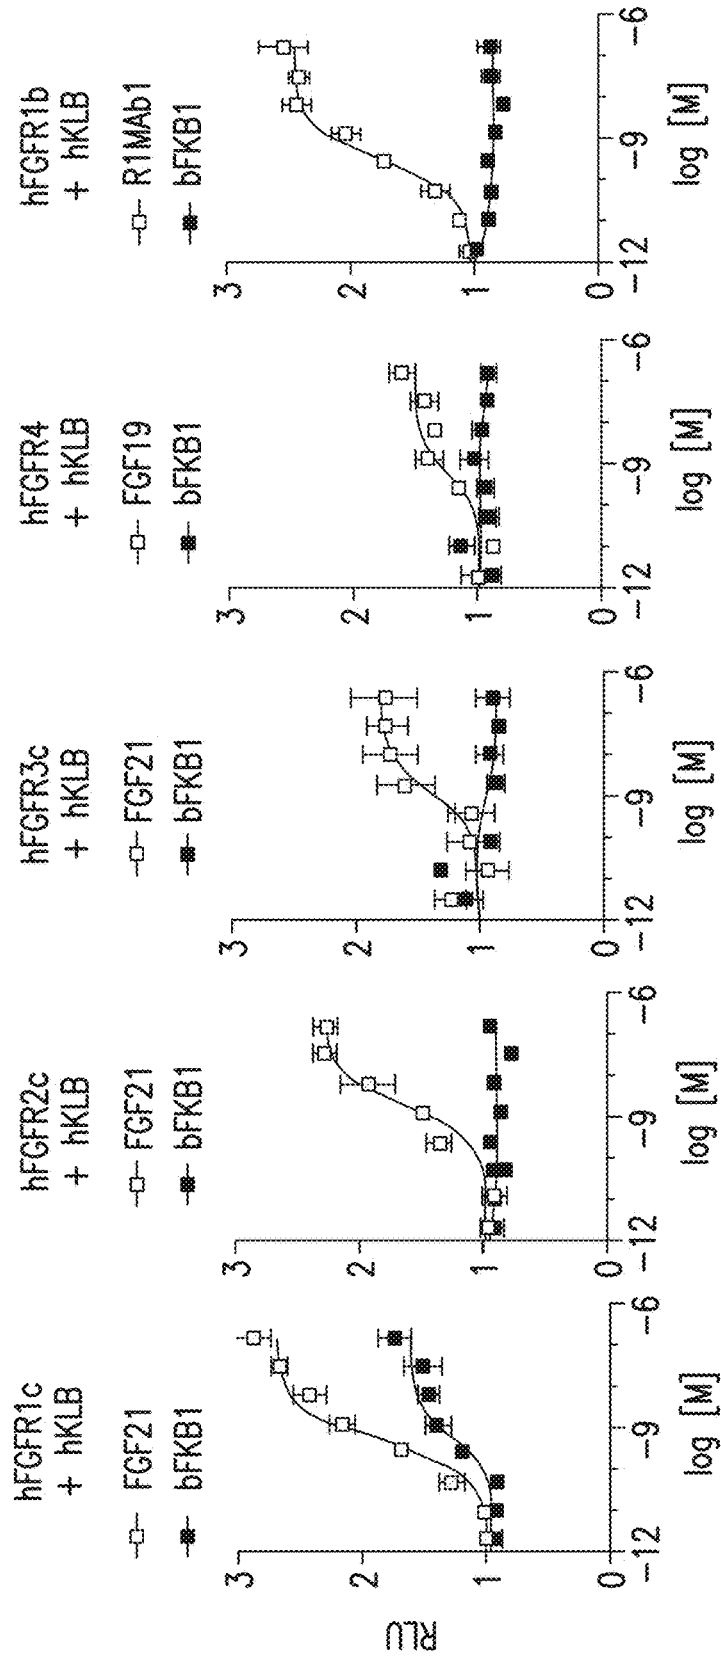 hFGFR1c
+ hKLB
FGF21
bFKB1
3
2
1
0
-12
-9
-6
log [M]
RLU
hFGFR2c
+ hKLB
FGF21
bFKB1
3
2
1
0
-12
-9
-6
log [M]
hFGFR3c
+ hKLB
FGF21
bFKB1
3
2
1
0
-12
-9
-6
log [M]
hFGFR4
+ hKLB
FGF19
bFKB1
3
2
1
0
-12
-9
-6
log [M]
hFGFR1b
+ hKLB
R1MAb1
bFKB1
3
2
1
0
-12
-9
-6
log [M]